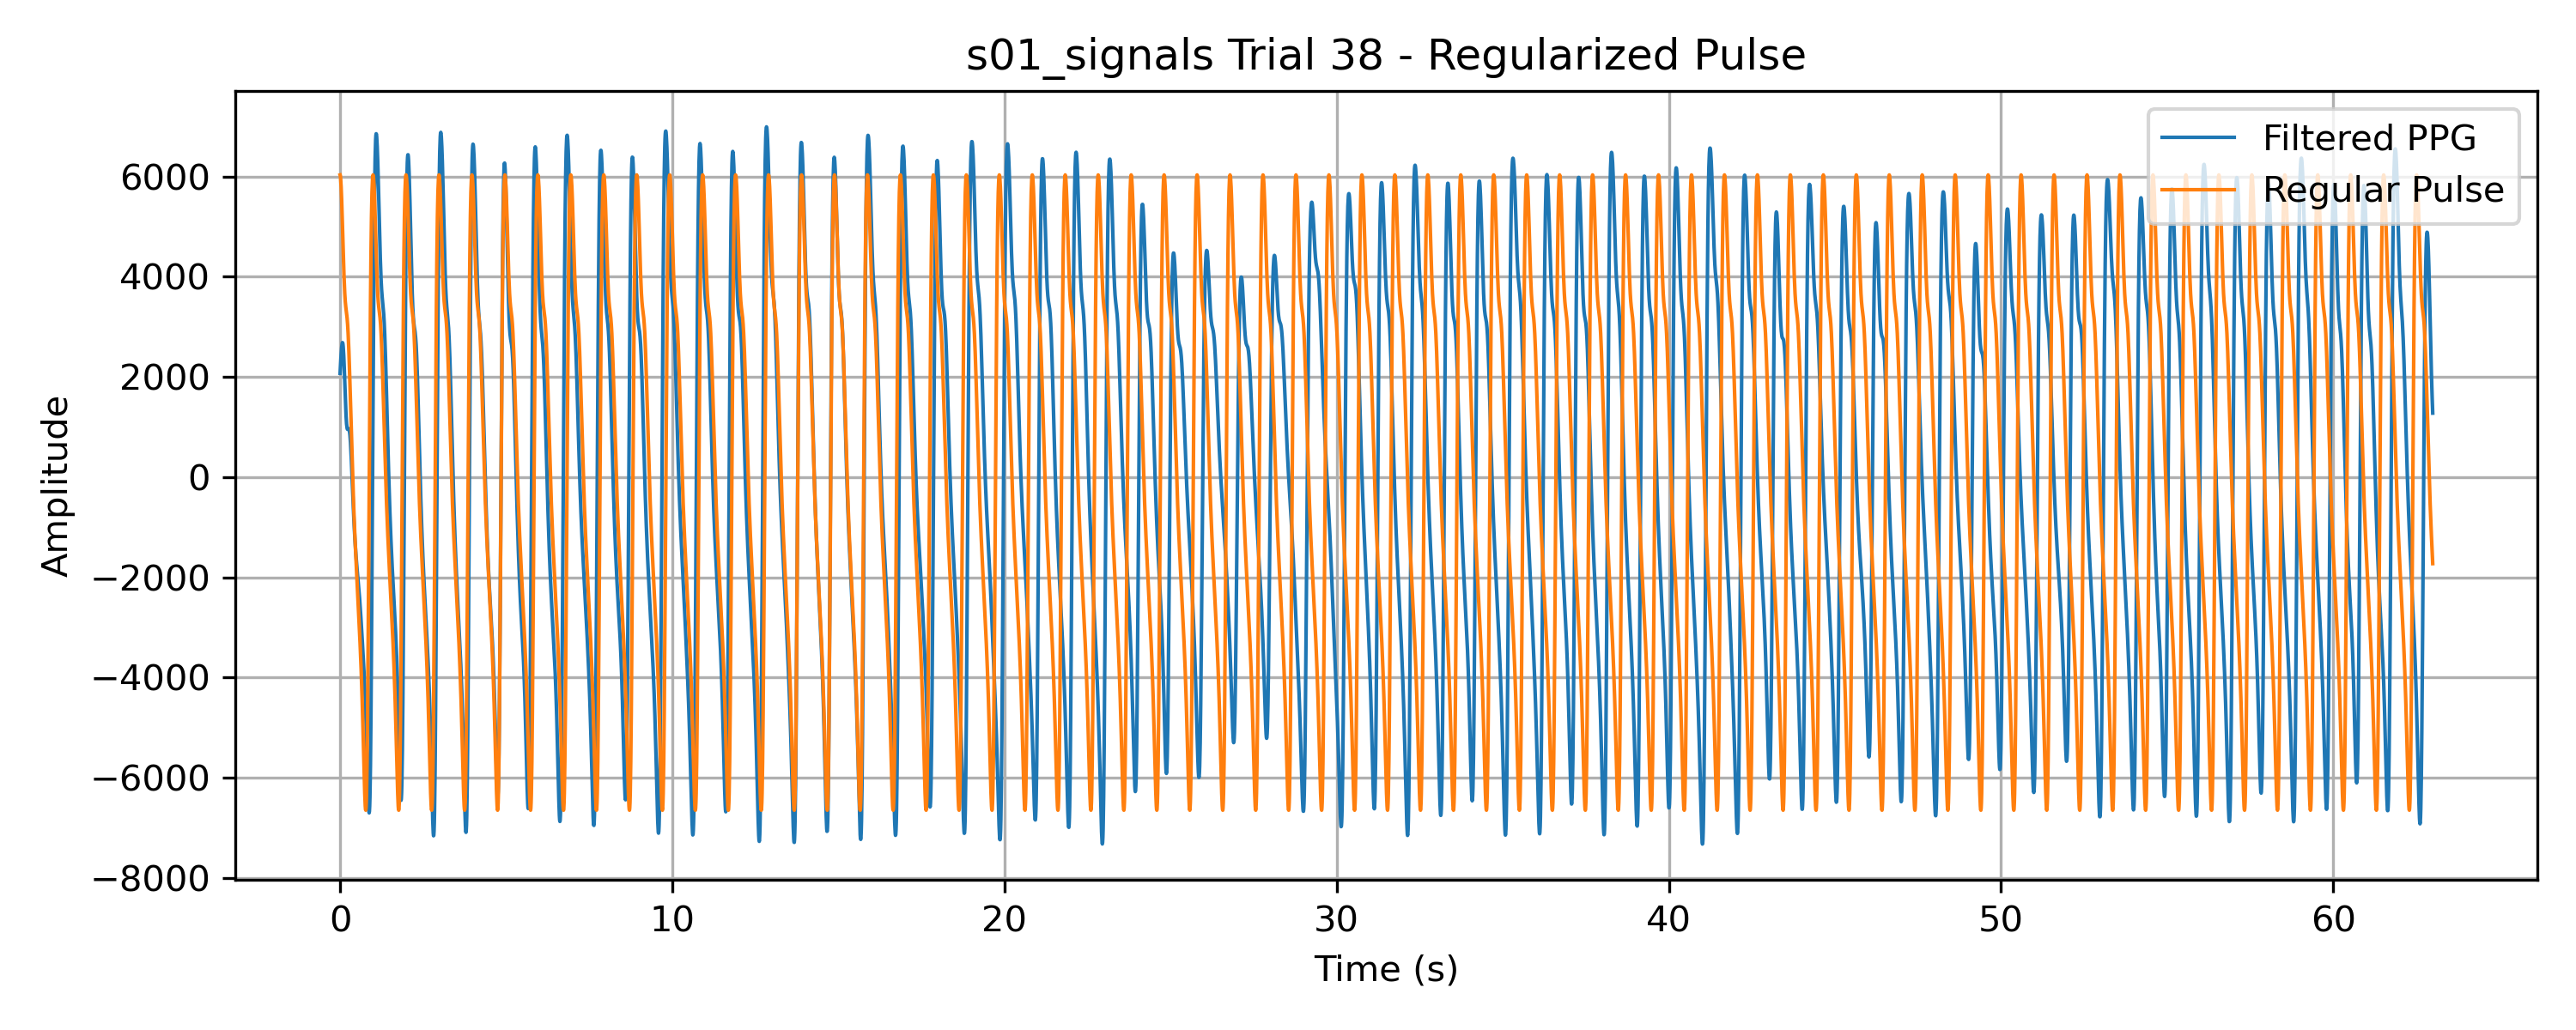 s01_signals Trial 38 - Regularized Pulse
Filtered PPG
Regular Pulse
Amplitude
6000
4000
2000
0
−2000
−4000
−6000
−8000
0 10 20 30 40 50 60
Time (s)